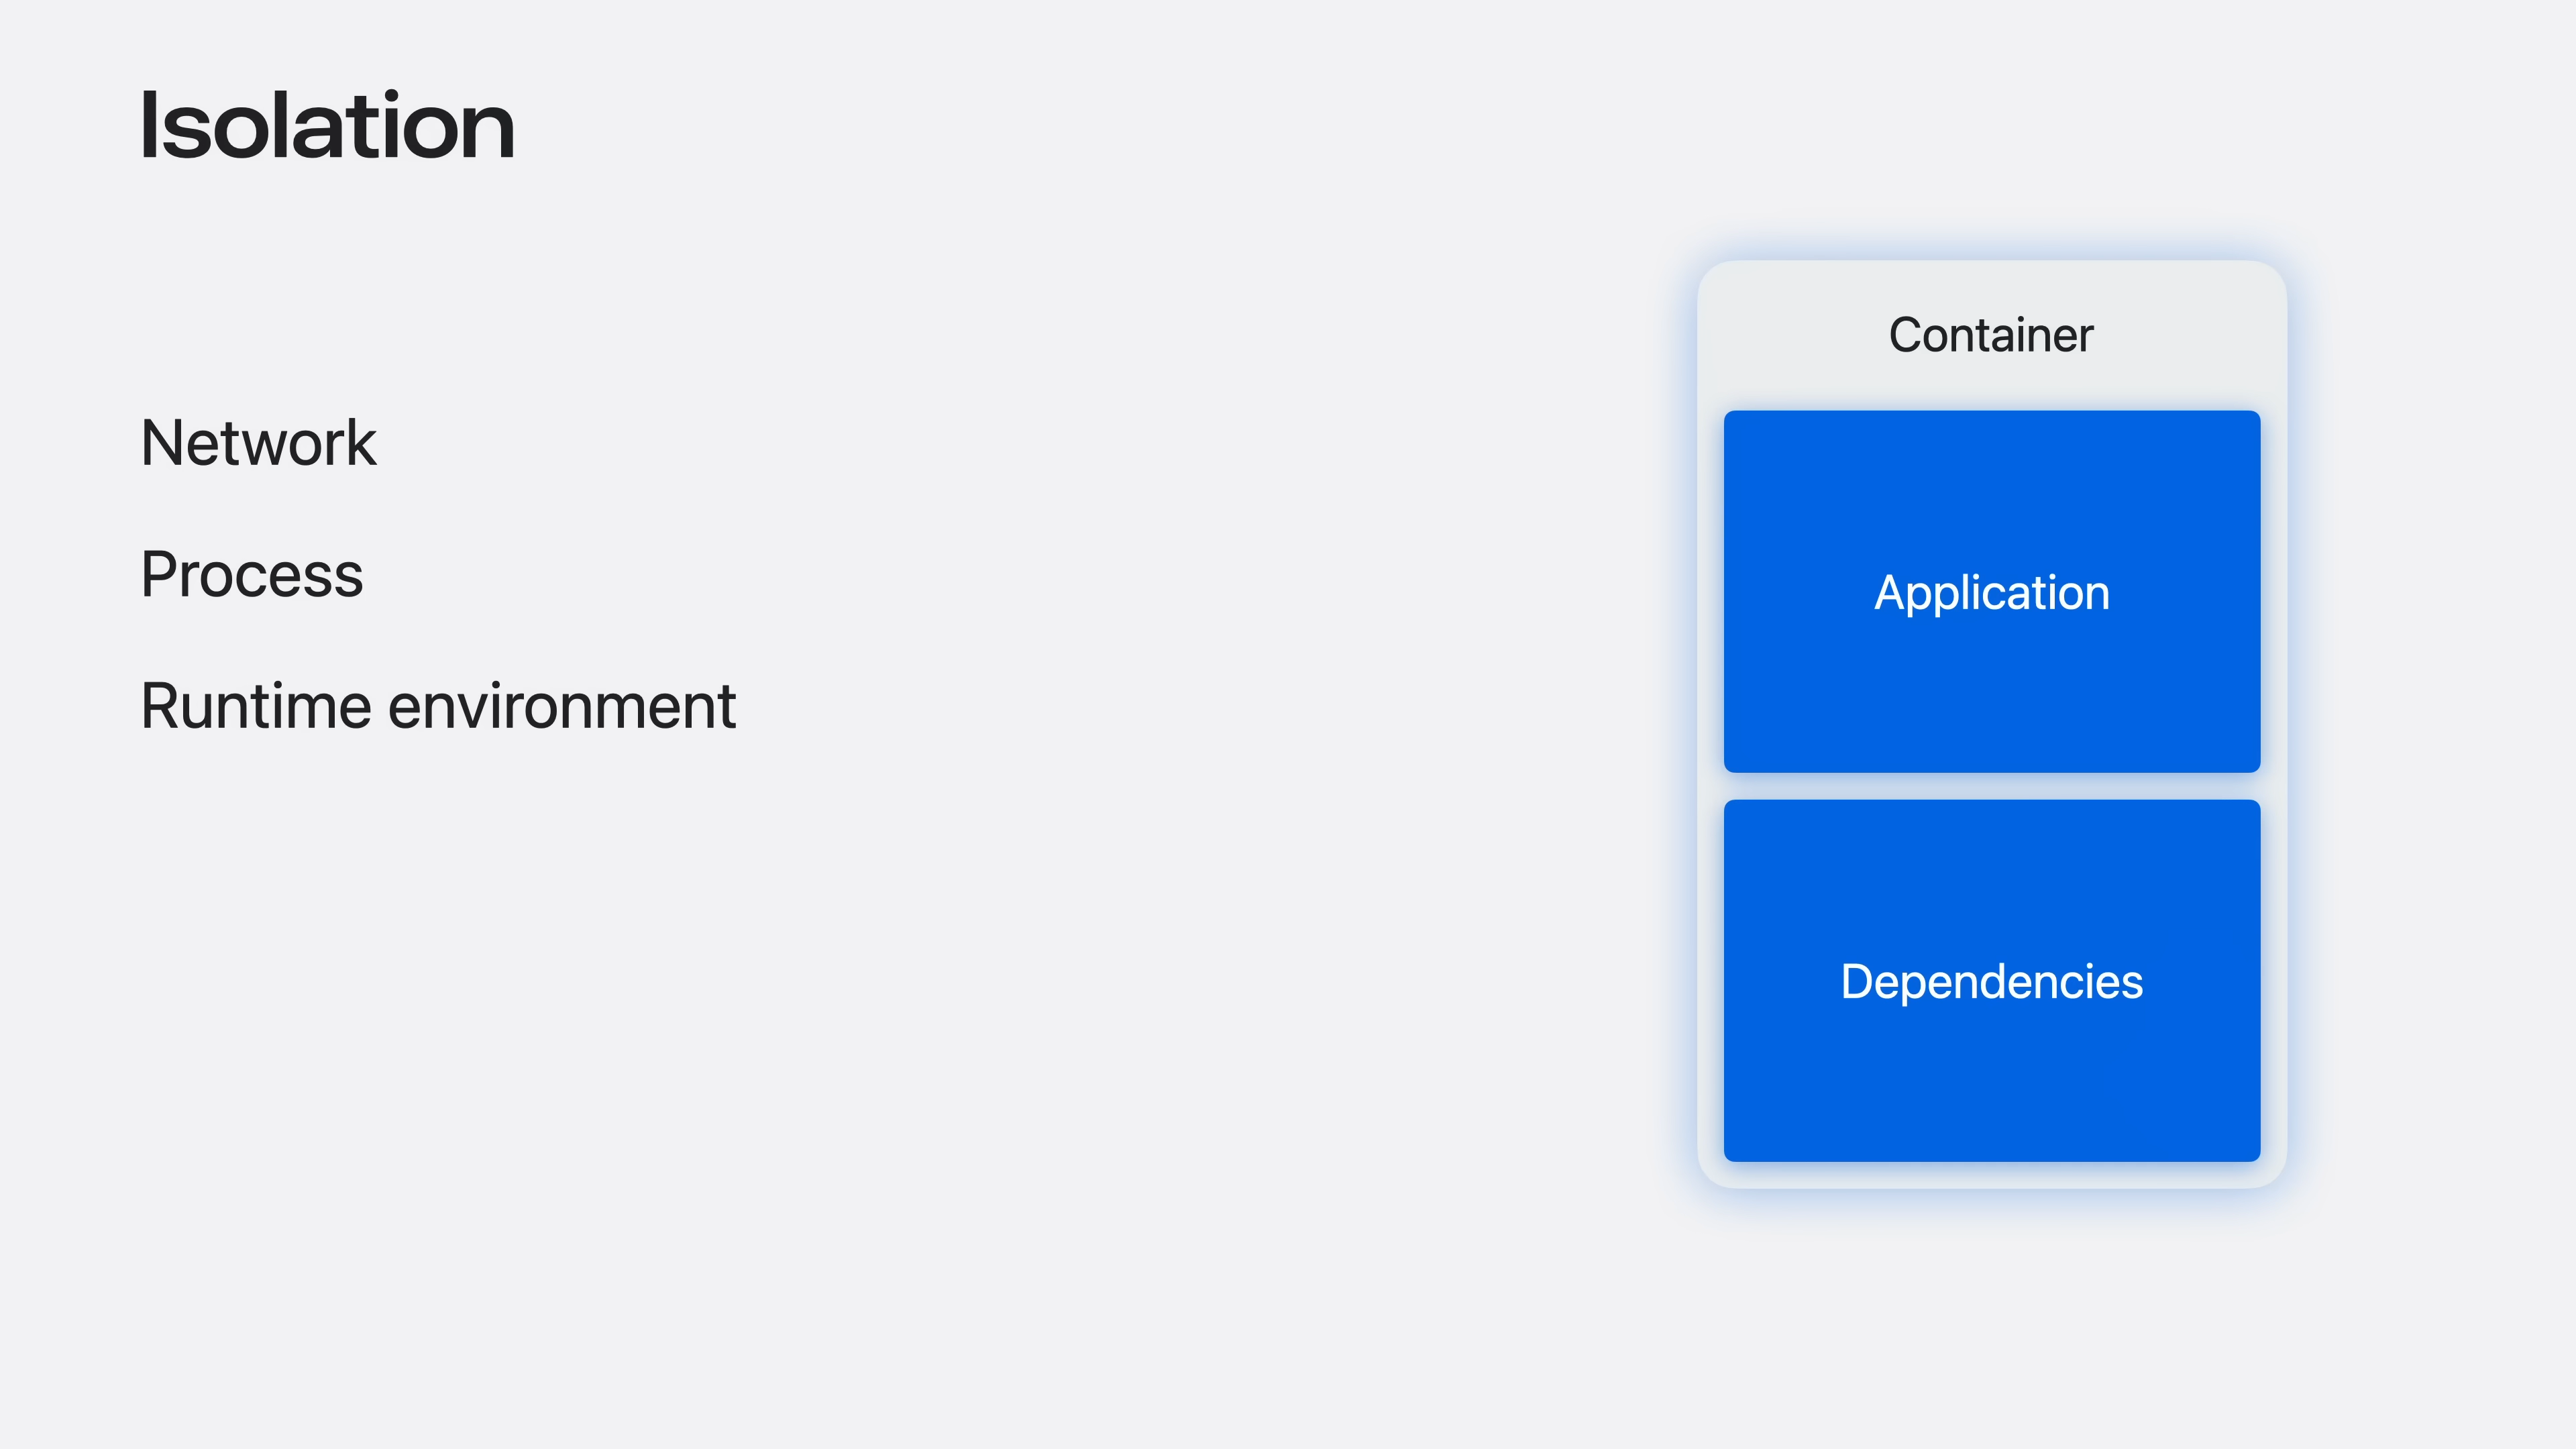 Isolation
Network
Process
Runtime environment
Container
Application
Dependencies